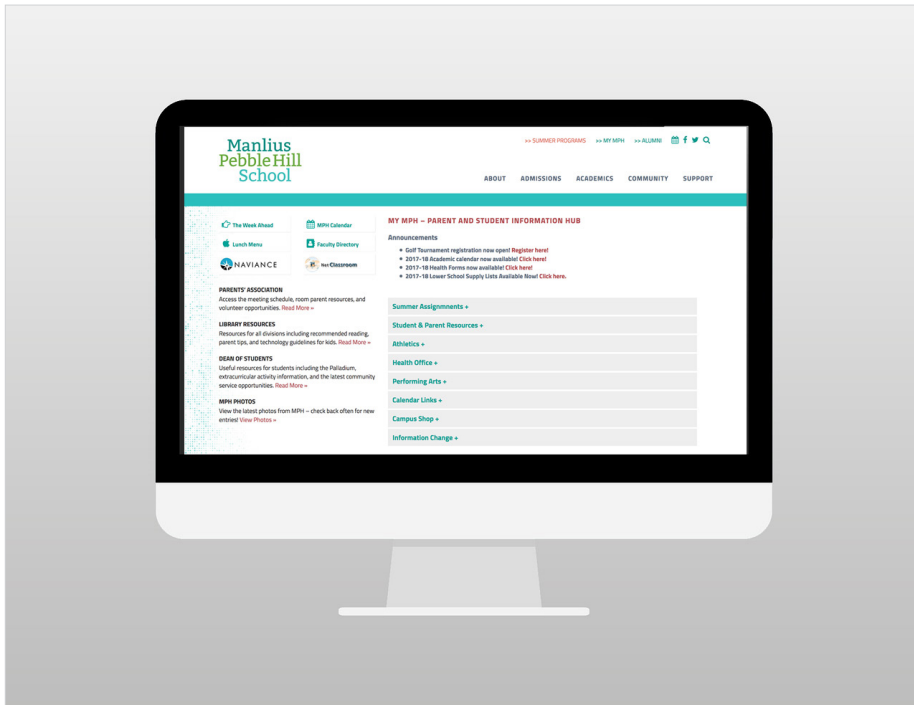 Manlius
Pebble Hill
School
>> SUMMER PROGRAMS >> MY MPH >> ALUMNI
ABOUT ADMISSIONS ACADEMICS COMMUNITY SUPPORT
The Week Ahead MPH Calendar
Lunch Menu Faculty Directory
NAVIANCE NetClassroom
PARENTS' ASSOCIATION
Access the meeting schedule, room parent resources, and
volunteer opportunities. Read More »
LIBRARY RESOURCES
Resources for all divisions including recommended reading,
parent tips, and technology guidelines for kids. Read More »
DEAN OF STUDENTS
Useful resources for students including the Palladium,
extracurricular activity information, and the latest community
service opportunities. Read More »
MPH PHOTOS
View the latest photos from MPH – check back often for new
entries! View Photos »
MY MPH – PARENT AND STUDENT INFORMATION HUB
Announcements
Golf Tournament registration now open! Register here!
2017-18 Academic calendar now available! Click here!
2017-18 Health Forms now available! Click here!
2017-18 Lower School Supply Lists Available Now! Click here.
Summer Assignmnents +
Student & Parent Resources +
Athletics +
Health Office +
Performing Arts +
Calendar Links +
Campus Shop +
Information Change +